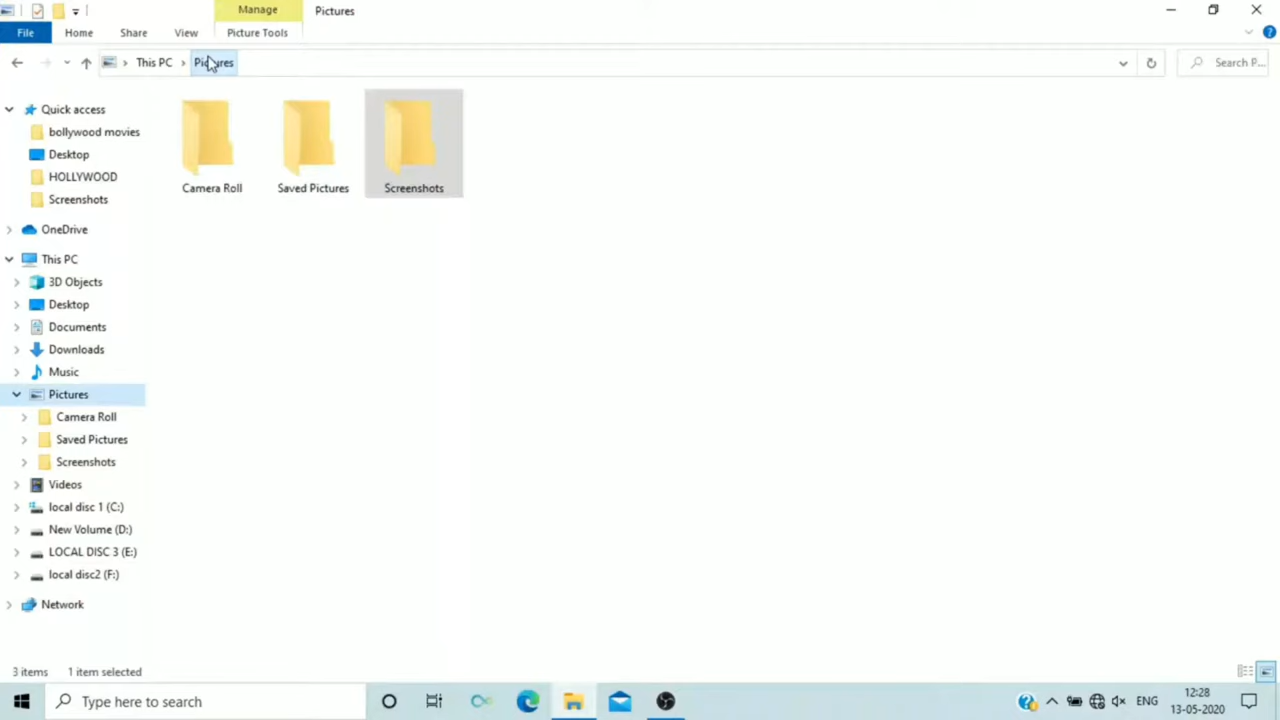 Manage
Pictures
File
Home
Share
View
Picture Tools
This PC
Pictures
Search P...
Quick access
bollywood movies
Desktop
HOLLYWOOD
Screenshots
OneDrive
This PC
3D Objects
Desktop
Documents
Downloads
Music
Pictures
Camera Roll
Saved Pictures
Screenshots
Videos
local disc 1 (C:)
New Volume (D:)
LOCAL DISC 3 (E:)
local disc2 (F:)
Network
Camera Roll
Saved Pictures
Screenshots
3 items
1 item selected
Type here to search
ENG
12:28
13-05-2020